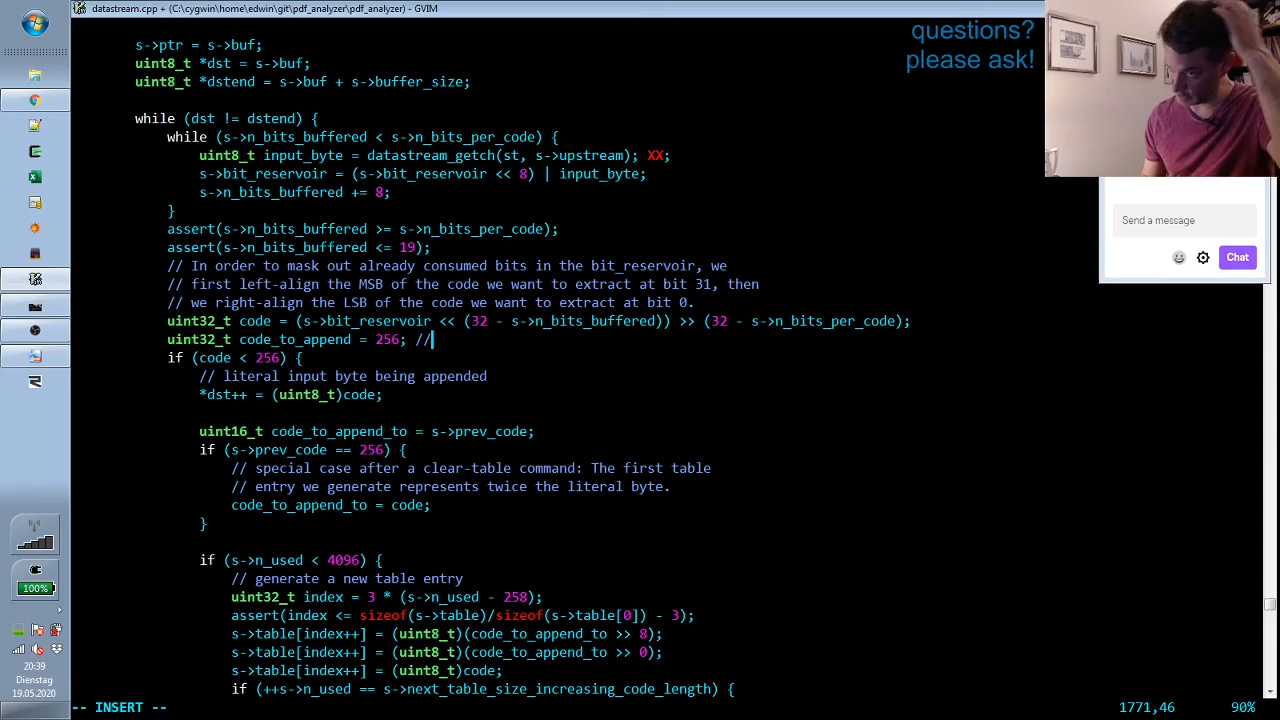 datastream.cpp + (C:\cygwin\home\edwin\git\pdf_analyzer\pdf_analyzer) - GVIM
s->ptr = s->buf;
uint8_t *dst = s->buf;
uint8_t *dstend = s->buf + s->buffer_size;
while (dst != dstend) {
while (s->n_bits_buffered < s->n_bits_per_code) {
uint8_t input_byte = datastream_getch(st, s->upstream); XX;
s->bit_reservoir = (s->bit_reservoir << 8) | input_byte;
s->n_bits_buffered += 8;
}
assert(s->n_bits_buffered >= s->n_bits_per_code);
assert(s->n_bits_buffered <= 19);
// In order to mask out already consumed bits in the bit_reservoir, we
// first left-align the MSB of the code we want to extract at bit 31, then
// we right-align the LSB of the code we want to extract at bit 0.
uint32_t code = (s->bit_reservoir << (32 - s->n_bits_buffered)) >> (32 - s->n_bits_per_code);
uint32_t code_to_append = 256; //
if (code < 256) {
// literal input byte being appended
*dst++ = (uint8_t)code;
uint16_t code_to_append_to = s->prev_code;
if (s->prev_code == 256) {
// special case after a clear-table command: The first table
// entry we generate represents twice the literal byte.
code_to_append_to = code;
}
if (s->n_used < 4096) {
// generate a new table entry
uint32_t index = 3 * (s->n_used - 258);
assert(index <= sizeof(s->table)/sizeof(s->table[0]) - 3);
s->table[index++] = (uint8_t)(code_to_append_to >> 8);
s->table[index++] = (uint8_t)(code_to_append_to >> 0);
s->table[index++] = (uint8_t)code;
if (++s->n_used == s->next_table_size_increasing_code_length) {
-- INSERT --
1771,46
90%
questions?
please ask!
Send a message
Chat
100%
20:39
Dienstag
19.05.2020